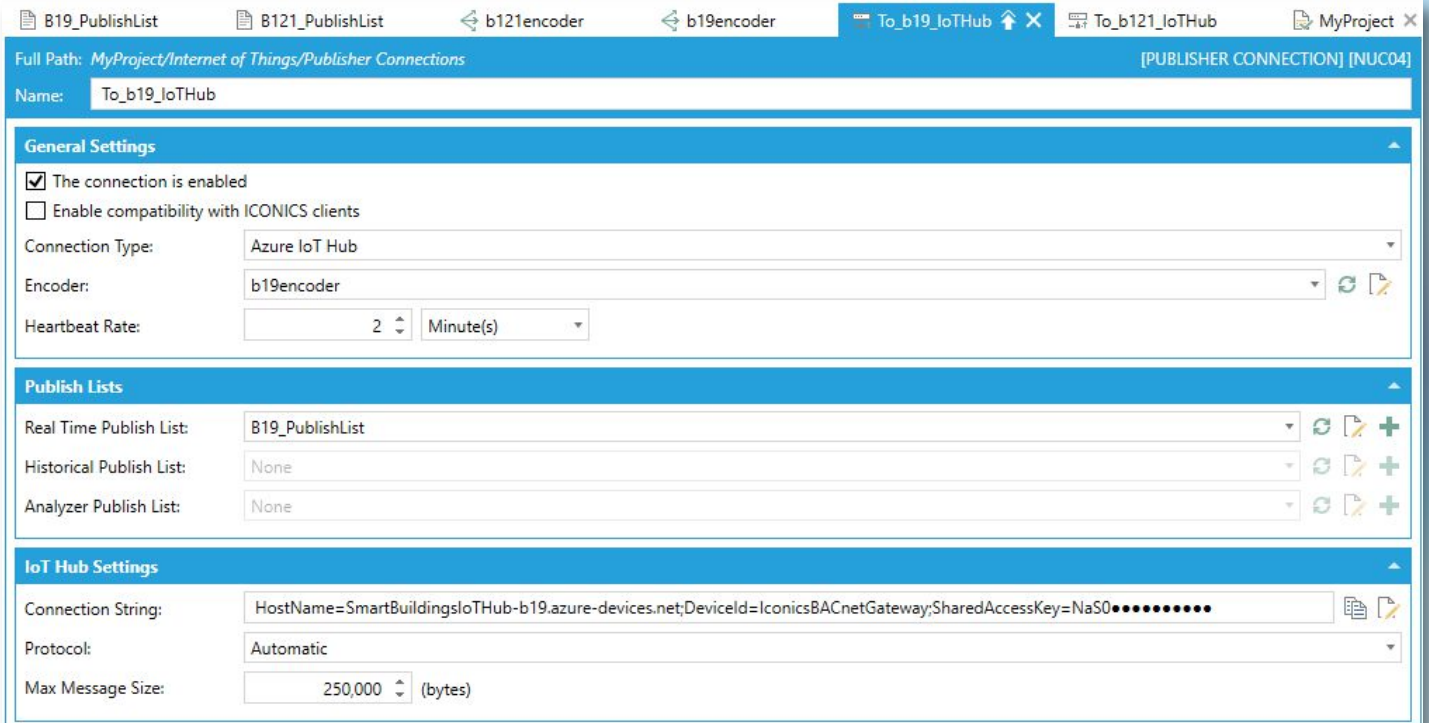 B19_PublishList B121_PublishList b121encoder b19encoder To_b19_IoTHub To_b121_IoTHub MyProject
Full Path: MyProject/Internet of Things/Publisher Connections [PUBLISHER CONNECTION] [NUC04]
Name: To_b19_IoTHub
General Settings
The connection is enabled
Enable compatibility with ICONICS clients
Connection Type: Azure IoT Hub
Encoder: b19encoder
Heartbeat Rate: 2 Minute(s)
Publish Lists
Real Time Publish List: B19_PublishList
Historical Publish List: None
Analyzer Publish List: None
IoT Hub Settings
Connection String: HostName=SmartBuildingsIoTHub-b19.azure-devices.net;DeviceId=IconicsBACnetGateway;SharedAccessKey=NaS0••••••••••
Protocol: Automatic
Max Message Size: 250,000 (bytes)